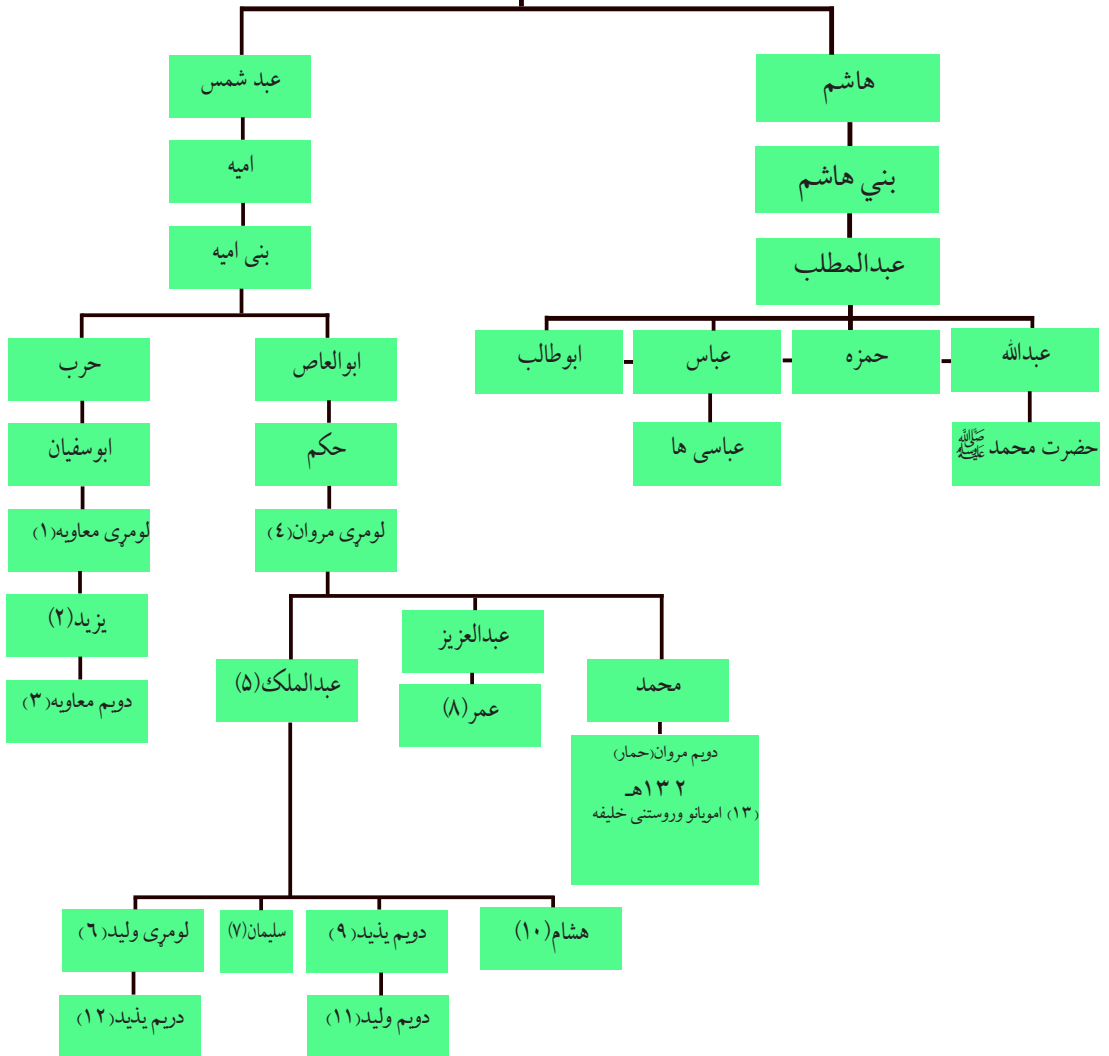 هاشم
عبد شمس
بني هاشم
امیه
عبدالمطلب
بنی امیه
عبدالله
حمزه
عباس
ابوطالب
ابوالعاص
حرب
حضرت محمد ﷺ
عباسی ها
حکم
ابوسفیان
لومړی مروان(٤)
لومړی معاویه(۱)
محمد
عبدالعزیز
عبدالملک(۵)
یزید(۲)
دویم مروان(حمار)
۱۳۲هـ
(۱۳) امویانو وروستنی خلیفه
عمر(۸)
دویم معاویه(۳)
هشام(۱۰)
دویم یذید(۹)
سلیمان(۷)
لومړی ولید(٦)
دویم ولید(۱۱)
دریم یذید(۱۲)